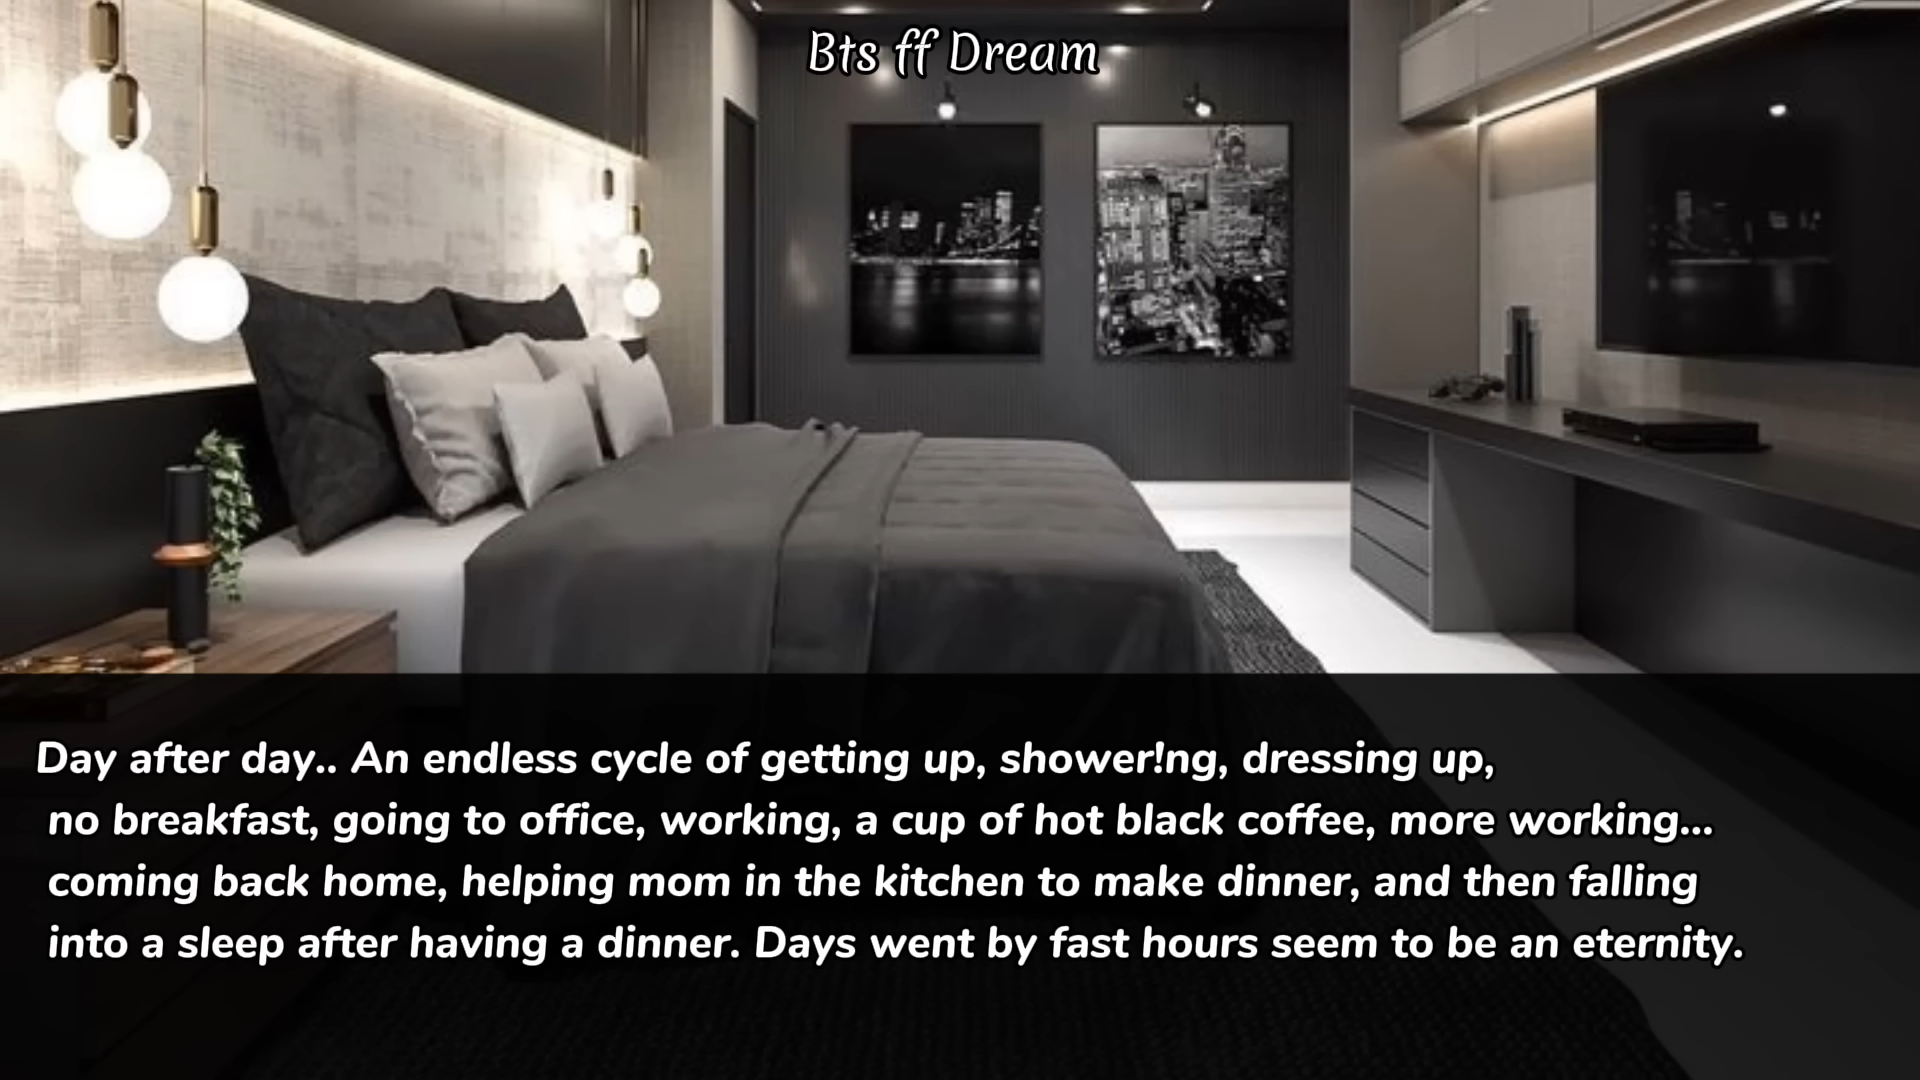 Bts ff Dream
Day after day.. An endless cycle of getting up, shower!ng, dressing up,
no breakfast, going to office, working, a cup of hot black coffee, more working...
coming back home, helping mom in the kitchen to make dinner, and then falling
into a sleep after having a dinner. Days went by fast hours seem to be an eternity.